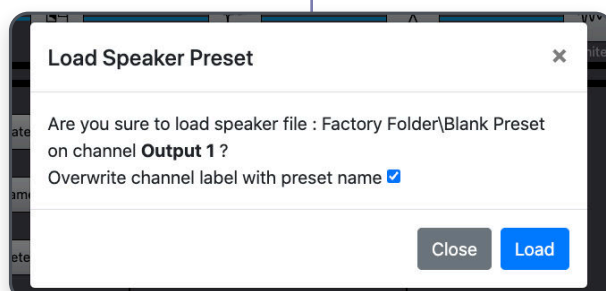 Load Speaker Preset ×
Are you sure to load speaker file : Factory Folder\Blank Preset
on channel Output 1 ?
Overwrite channel label with preset name
Close Load